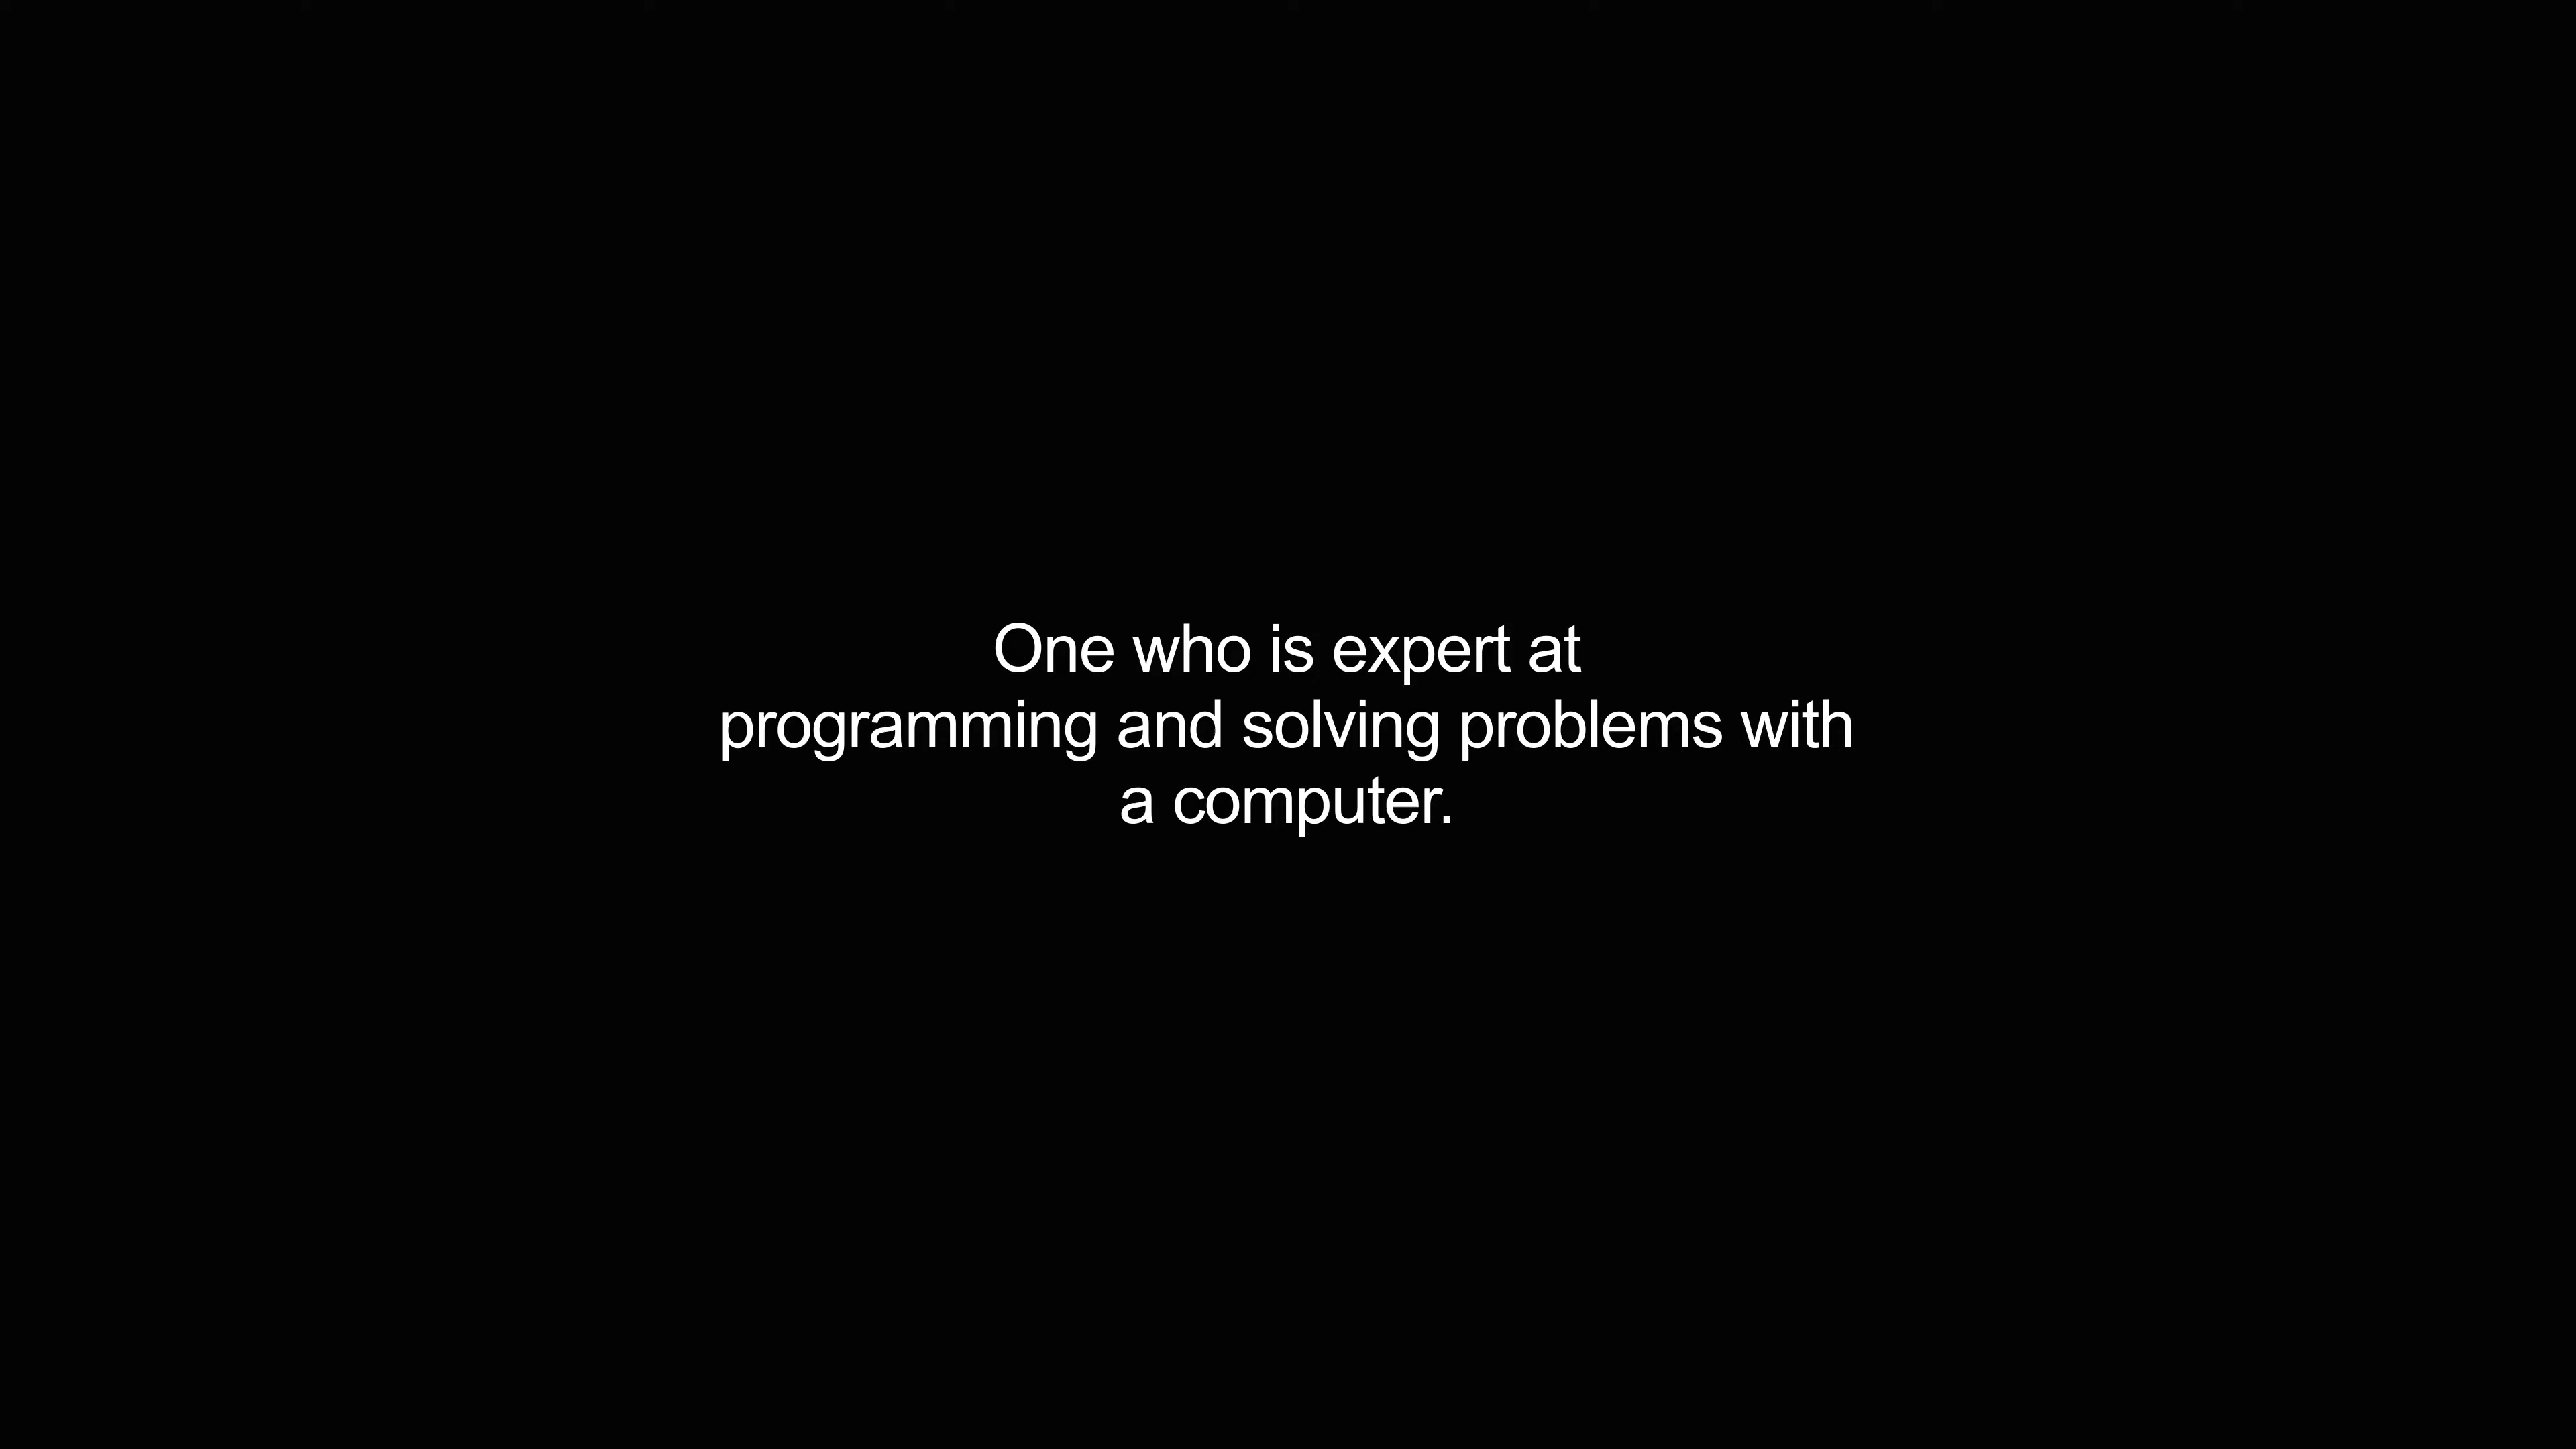 One who is expert at
programming and solving problems with
a computer.